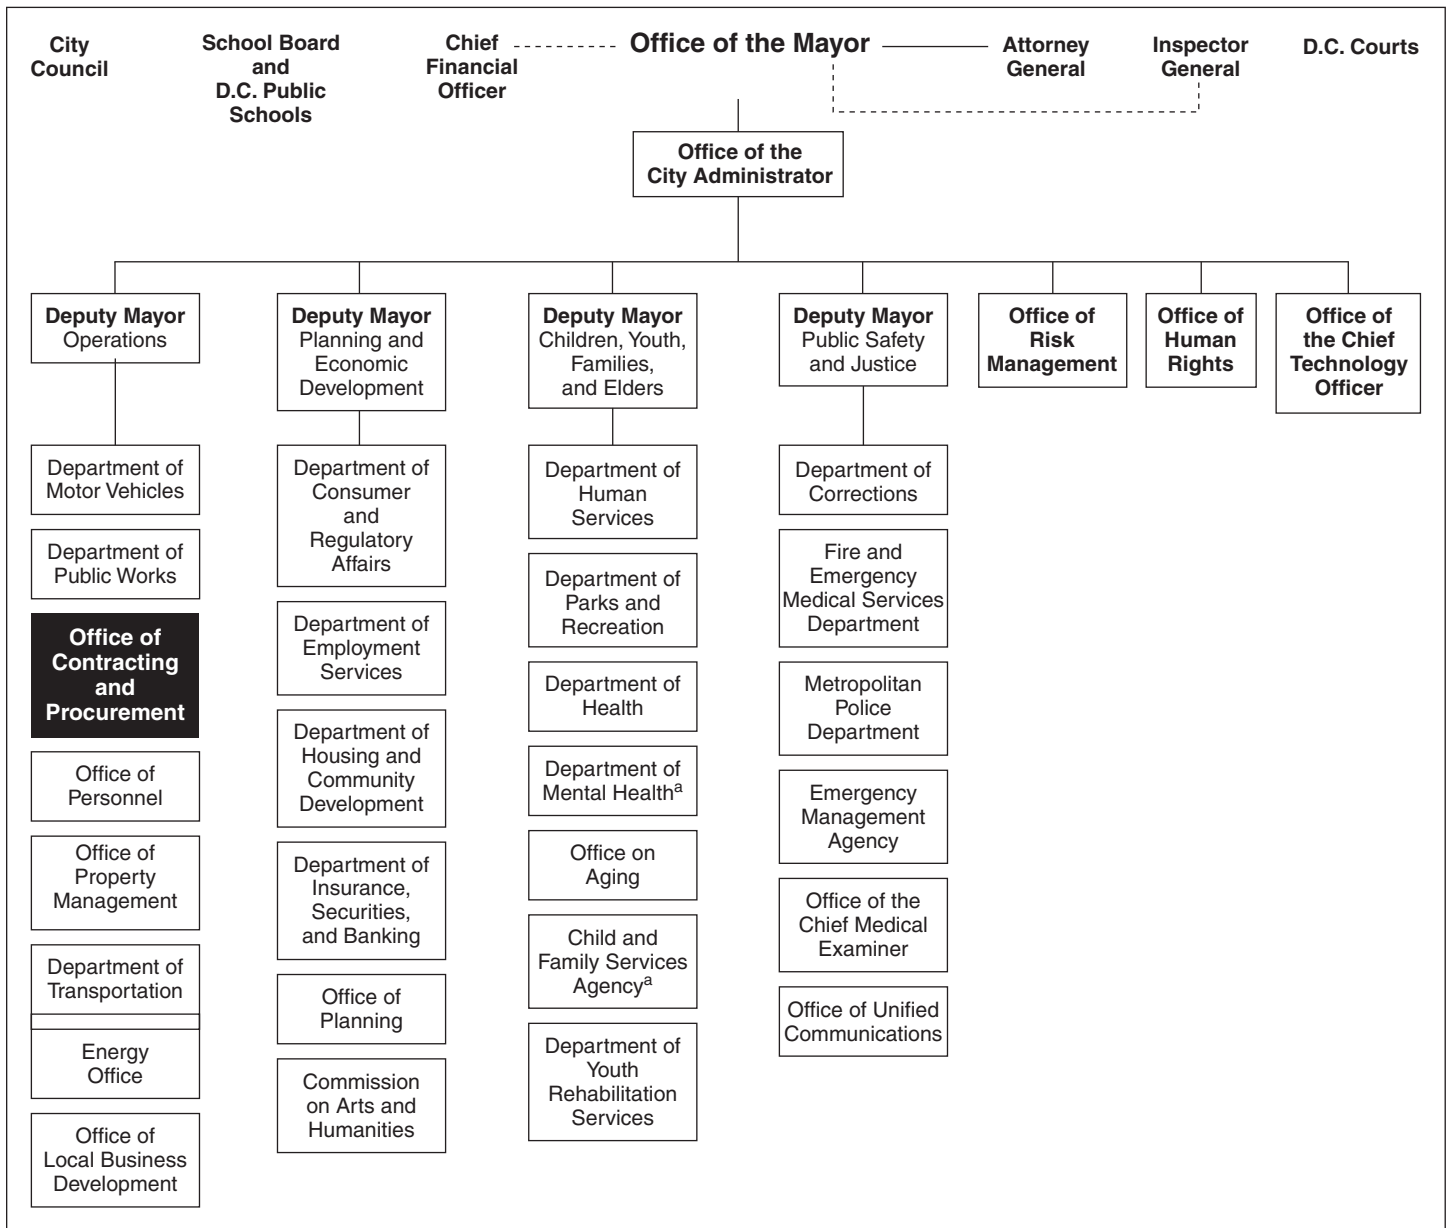 City
Council
School Board
and
D.C. Public
Schools
Chief
Financial
Officer
Office of the Mayor
Attorney
General
Inspector
General
D.C. Courts
Office of the
City Administrator
Deputy Mayor
Operations
Department of
Motor Vehicles
Department of
Public Works
Office of
Contracting
and
Procurement
Office of
Personnel
Office of
Property
Management
Department of
Transportation
Energy
Office
Office of
Local Business
Development
Deputy Mayor
Planning and
Economic
Development
Department of
Consumer
and
Regulatory
Affairs
Department of
Employment
Services
Department of
Housing and
Community
Development
Department of
Insurance,
Securities,
and Banking
Office of
Planning
Commission
on Arts and
Humanities
Deputy Mayor
Children, Youth,
Families,
and Elders
Department of
Human
Services
Department of
Parks and
Recreation
Department of
Health
Department of
Mental Healthᵃ
Office on
Aging
Child and
Family Services
Agencyᵃ
Department of
Youth
Rehabilitation
Services
Deputy Mayor
Public Safety
and Justice
Department of
Corrections
Fire and
Emergency
Medical Services
Department
Metropolitan
Police
Department
Emergency
Management
Agency
Office of the
Chief Medical
Examiner
Office of Unified
Communications
Office of
Risk
Management
Office of
Human
Rights
Office of
the Chief
Technology
Officer